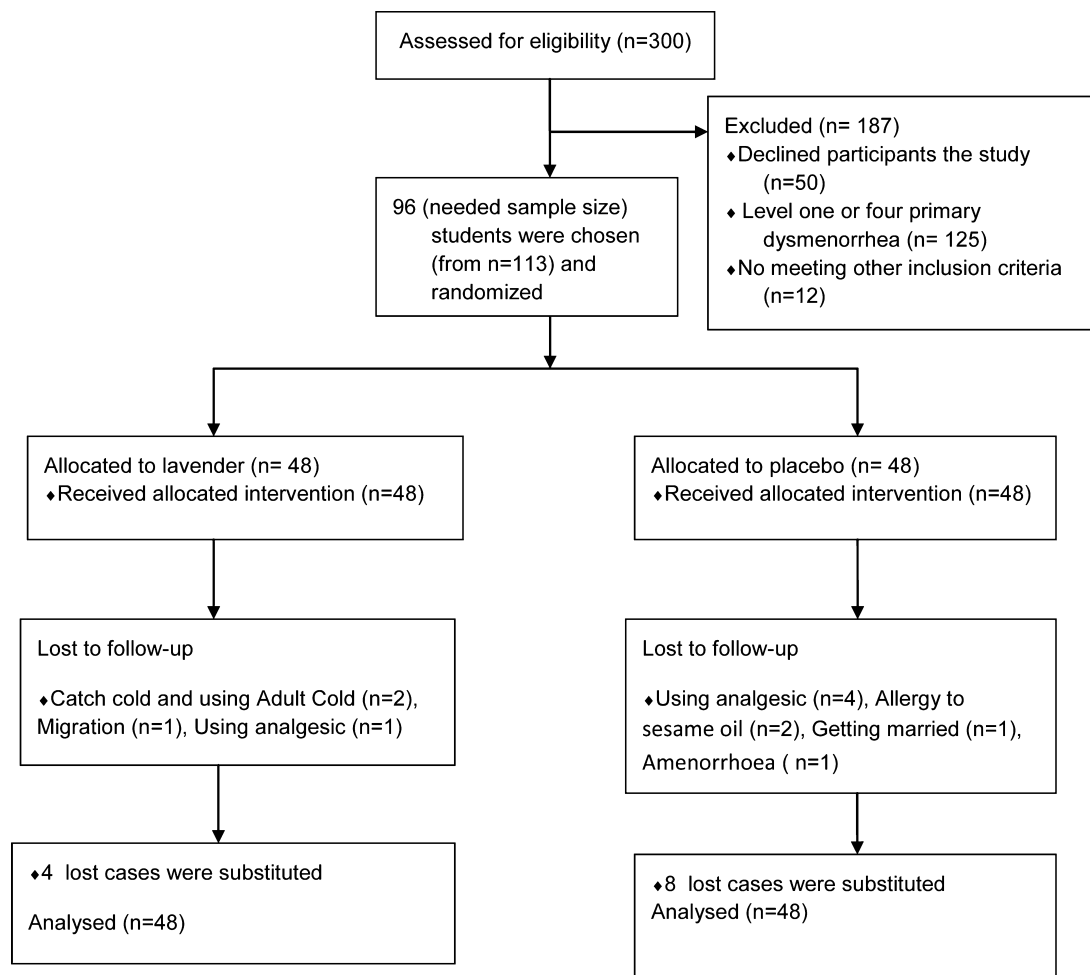 Assessed for eligibility (n=300)
Excluded (n= 187)
♦Declined participants the study
(n=50)
♦ Level one or four primary
dysmenorrhea (n= 125)
♦No meeting other inclusion criteria
(n=12)
96 (needed sample size)
students were chosen
(from n=113) and
randomized
Allocated to lavender (n= 48)
♦Received allocated intervention (n=48)
Allocated to placebo (n= 48)
♦Received allocated intervention (n=48)
Lost to follow-up
♦Catch cold and using Adult Cold (n=2),
Migration (n=1), Using analgesic (n=1)
Lost to follow-up
♦Using analgesic (n=4), Allergy to
sesame oil (n=2), Getting married (n=1),
Amenorrhoea ( n=1)
♦4 lost cases were substituted
Analysed (n=48)
♦8 lost cases were substituted
Analysed (n=48)